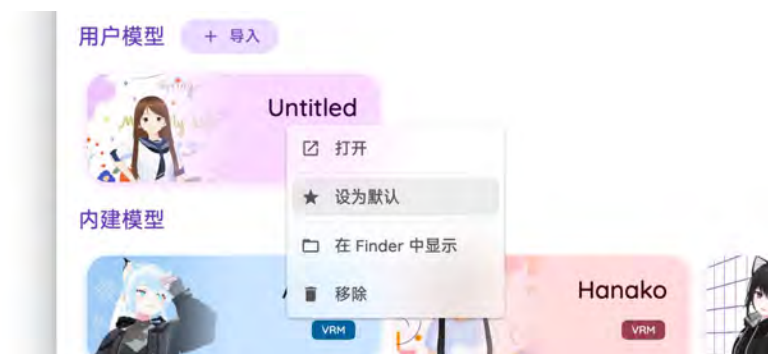 用户模型
+ 导入
Untitled
打开
设为默认
在 Finder 中显示
移除
内建模型
VRM
Hanako
VRM